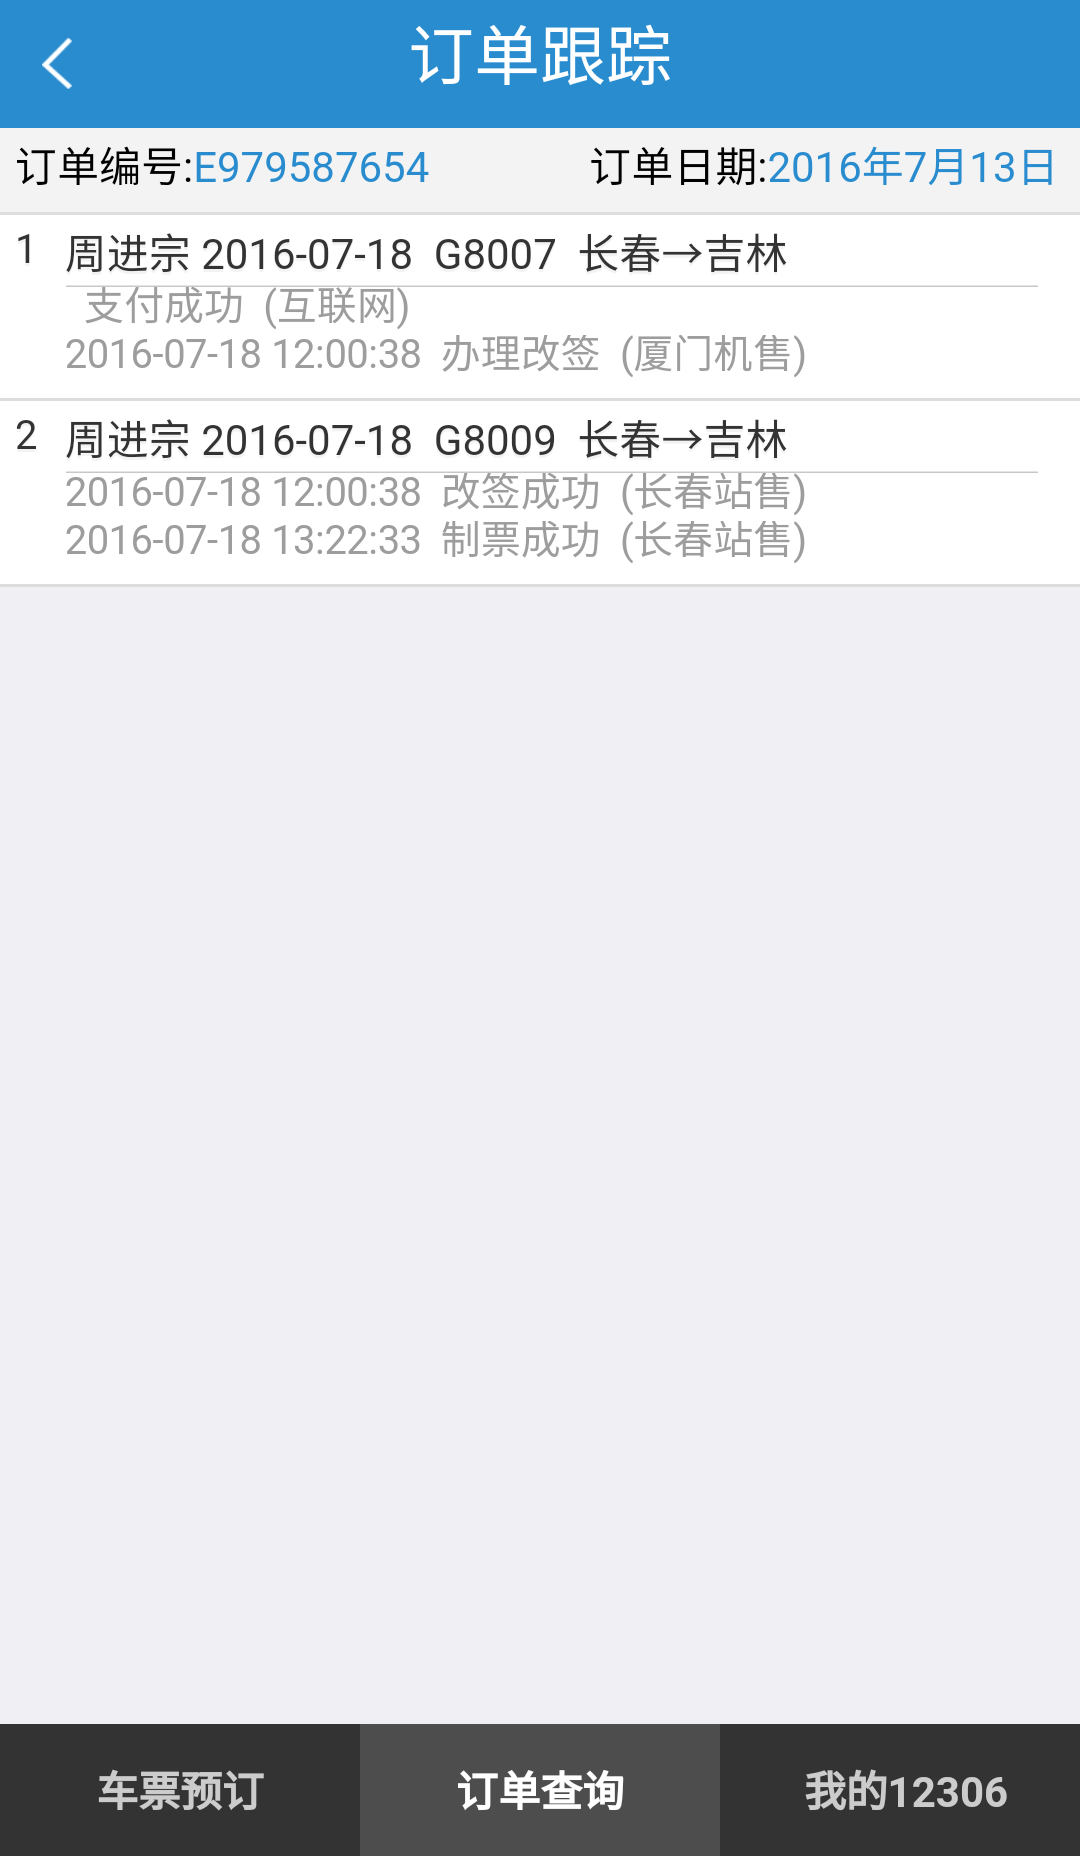 订单跟踪
订单编号:E979587654 订单日期:2016年7月13日
1 周进宗 2016-07-18 G8007 长春→吉林
支付成功 (互联网)
2016-07-18 12:00:38 办理改签 (厦门机售)
2 周进宗 2016-07-18 G8009 长春→吉林
2016-07-18 12:00:38 改签成功 (长春站售)
2016-07-18 13:22:33 制票成功 (长春站售)
车票预订 订单查询 我的12306